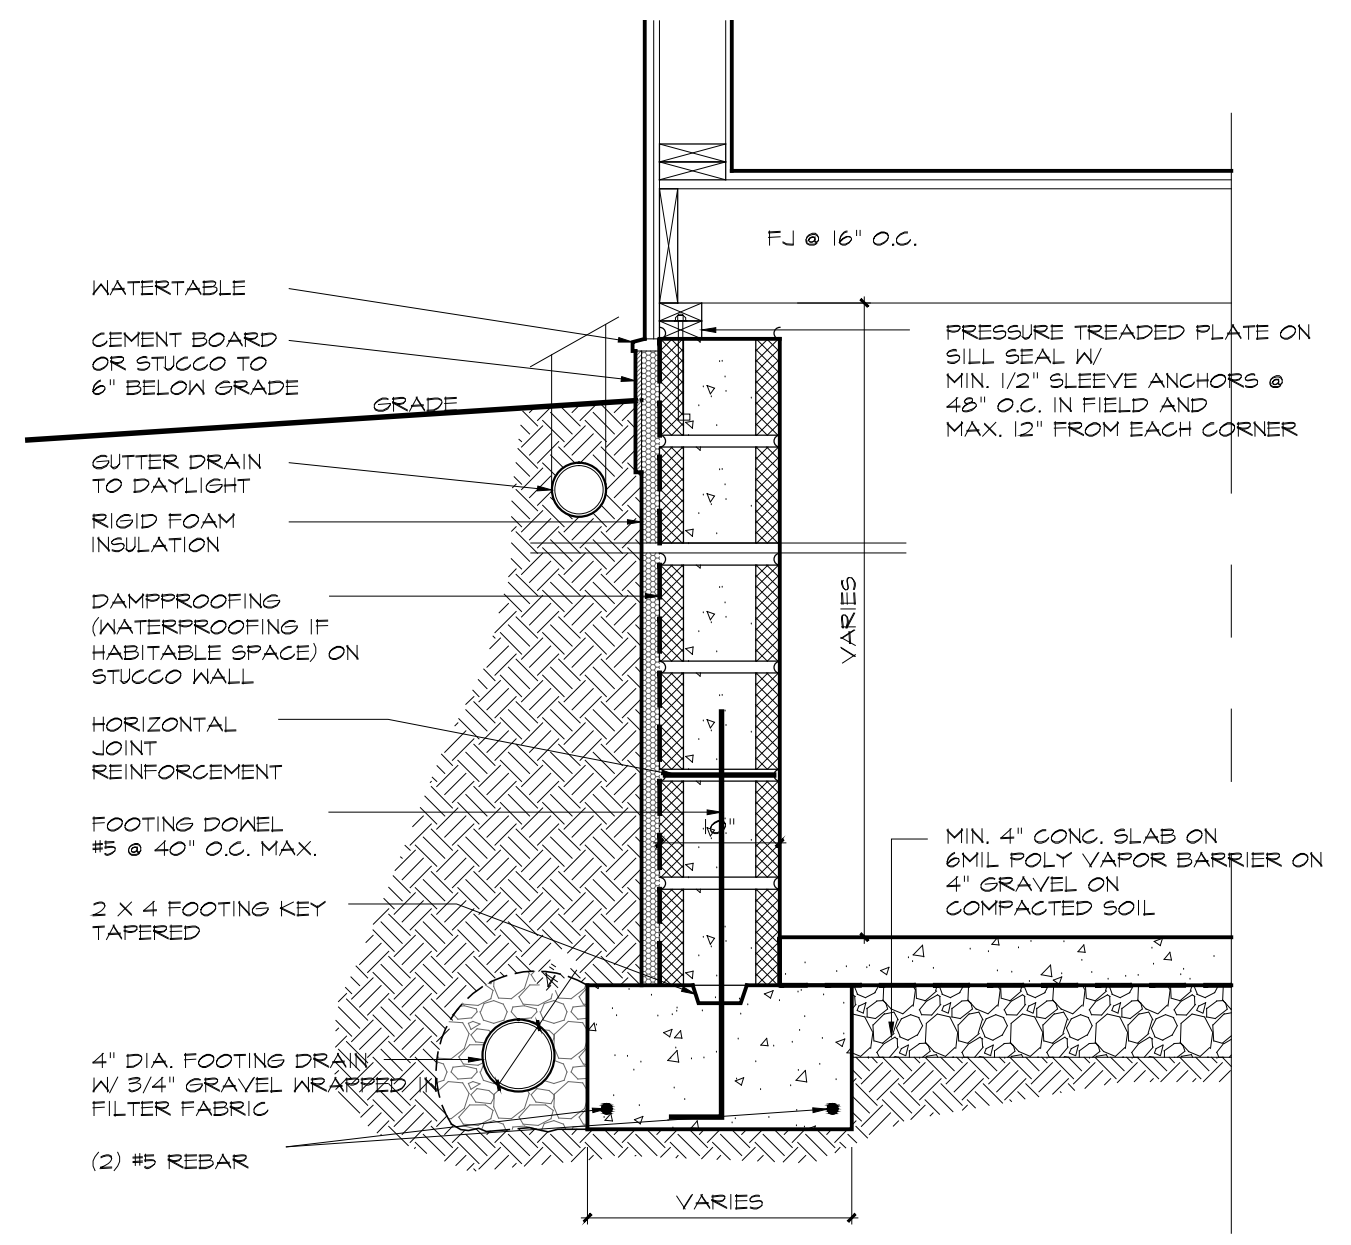 FJ @ 16" O.C.
WATERTABLE
CEMENT BOARD
OR STUCCO TO
6" BELOW GRADE
GRADE
PRESSURE TREADED PLATE ON
SILL SEAL W/
MIN. 1/2" SLEEVE ANCHORS @
48" O.C. IN FIELD AND
MAX. 12" FROM EACH CORNER
GUTTER DRAIN
TO DAYLIGHT
RIGID FOAM
INSULATION
DAMPPROOFING
(WATERPROOFING IF
HABITABLE SPACE) ON
STUCCO WALL
VARIES
HORIZONTAL
JOINT
REINFORCEMENT
FOOTING DOWEL
#5 @ 40" O.C. MAX.
MIN. 4" CONC. SLAB ON
6MIL POLY VAPOR BARRIER ON
4" GRAVEL ON
COMPACTED SOIL
2 X 4 FOOTING KEY
TAPERED
4"
4" DIA. FOOTING DRAIN
W/ 3/4" GRAVEL WRAPPED IN
FILTER FABRIC
(2) #5 REBAR
VARIES